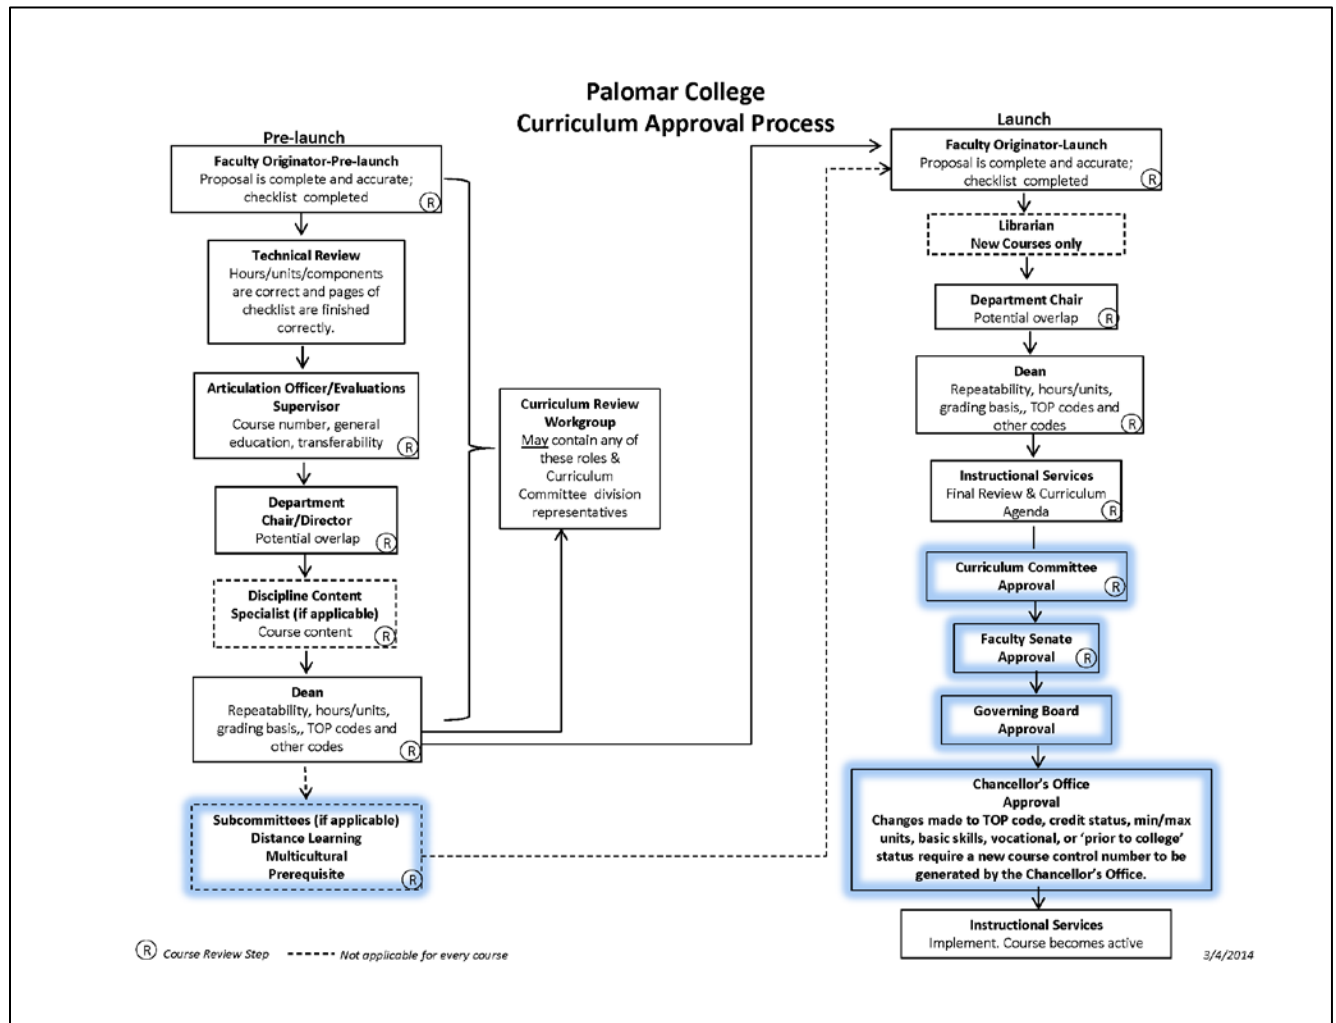 Palomar College
Curriculum Approval Process
Pre-launch
Faculty Originator-Pre-launch
Proposal is complete and accurate;
checklist completed
R
Technical Review
Hours/units/components
are correct and pages of
checklist are finished
correctly.
Articulation Officer/Evaluations
Supervisor
Course number, general
education, transferability
R
Department
Chair/Director
Potential overlap
R
Discipline Content
Specialist (if applicable)
Course content
R
Dean
Repeatability, hours/units,
grading basis,, TOP codes and
other codes
R
Subcommittees (if applicable)
Distance Learning
Multicultural
Prerequisite
R
Curriculum Review
Workgroup
May contain any of
these roles &
Curriculum
Committee division
representatives
Launch
Faculty Originator-Launch
Proposal is complete and accurate;
checklist completed
R
Librarian
New Courses only
Department Chair
Potential overlap
R
Dean
Repeatability, hours/units,
grading basis,, TOP codes and
other codes
R
Instructional Services
Final Review & Curriculum
Agenda
R
Curriculum Committee
Approval
R
Faculty Senate
Approval
R
Governing Board
Approval
Chancellor's Office
Approval
Changes made to TOP code, credit status, min/max
units, basic skills, vocational, or 'prior to college'
status require a new course control number to be
generated by the Chancellor's Office.
Instructional Services
Implement. Course becomes active
R Course Review Step
Not applicable for every course
3/4/2014